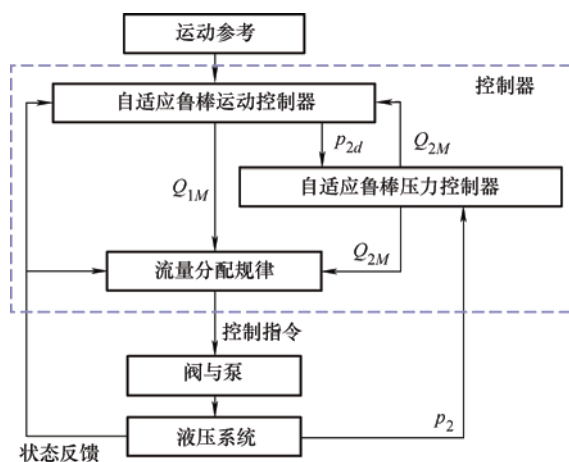 运动参考
控制器
自适应鲁棒运动控制器
p2d
Q2M
Q1M
自适应鲁棒压力控制器
Q2M
流量分配规律
控制指令
阀与泵
p2
液压系统
状态反馈